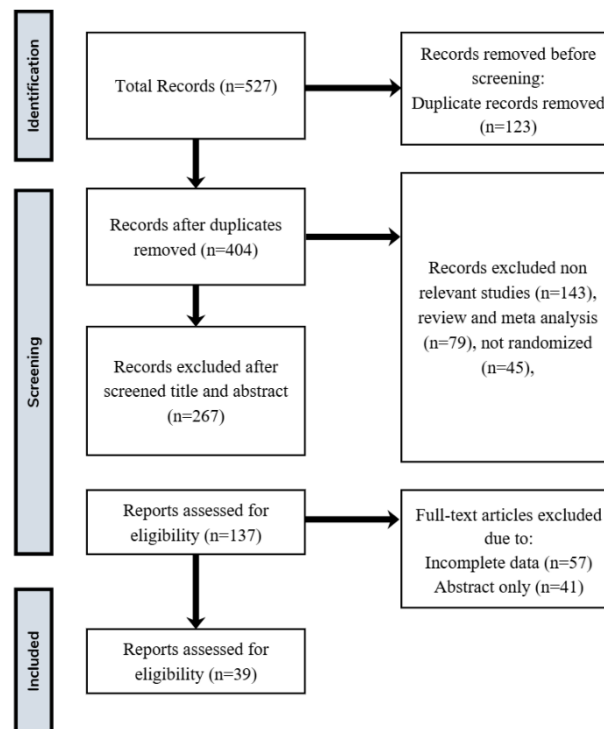 Identification
Total Records (n=527)
Records removed before
screening:
Duplicate records removed
(n=123)
Screening
Records after duplicates
removed (n=404)
Records excluded non
relevant studies (n=143),
review and meta analysis
(n=79), not randomized
(n=45),
Records excluded after
screened title and abstract
(n=267)
Reports assessed for
eligibility (n=137)
Full-text articles excluded
due to:
Incomplete data (n=57)
Abstract only (n=41)
Included
Reports assessed for
eligibility (n=39)